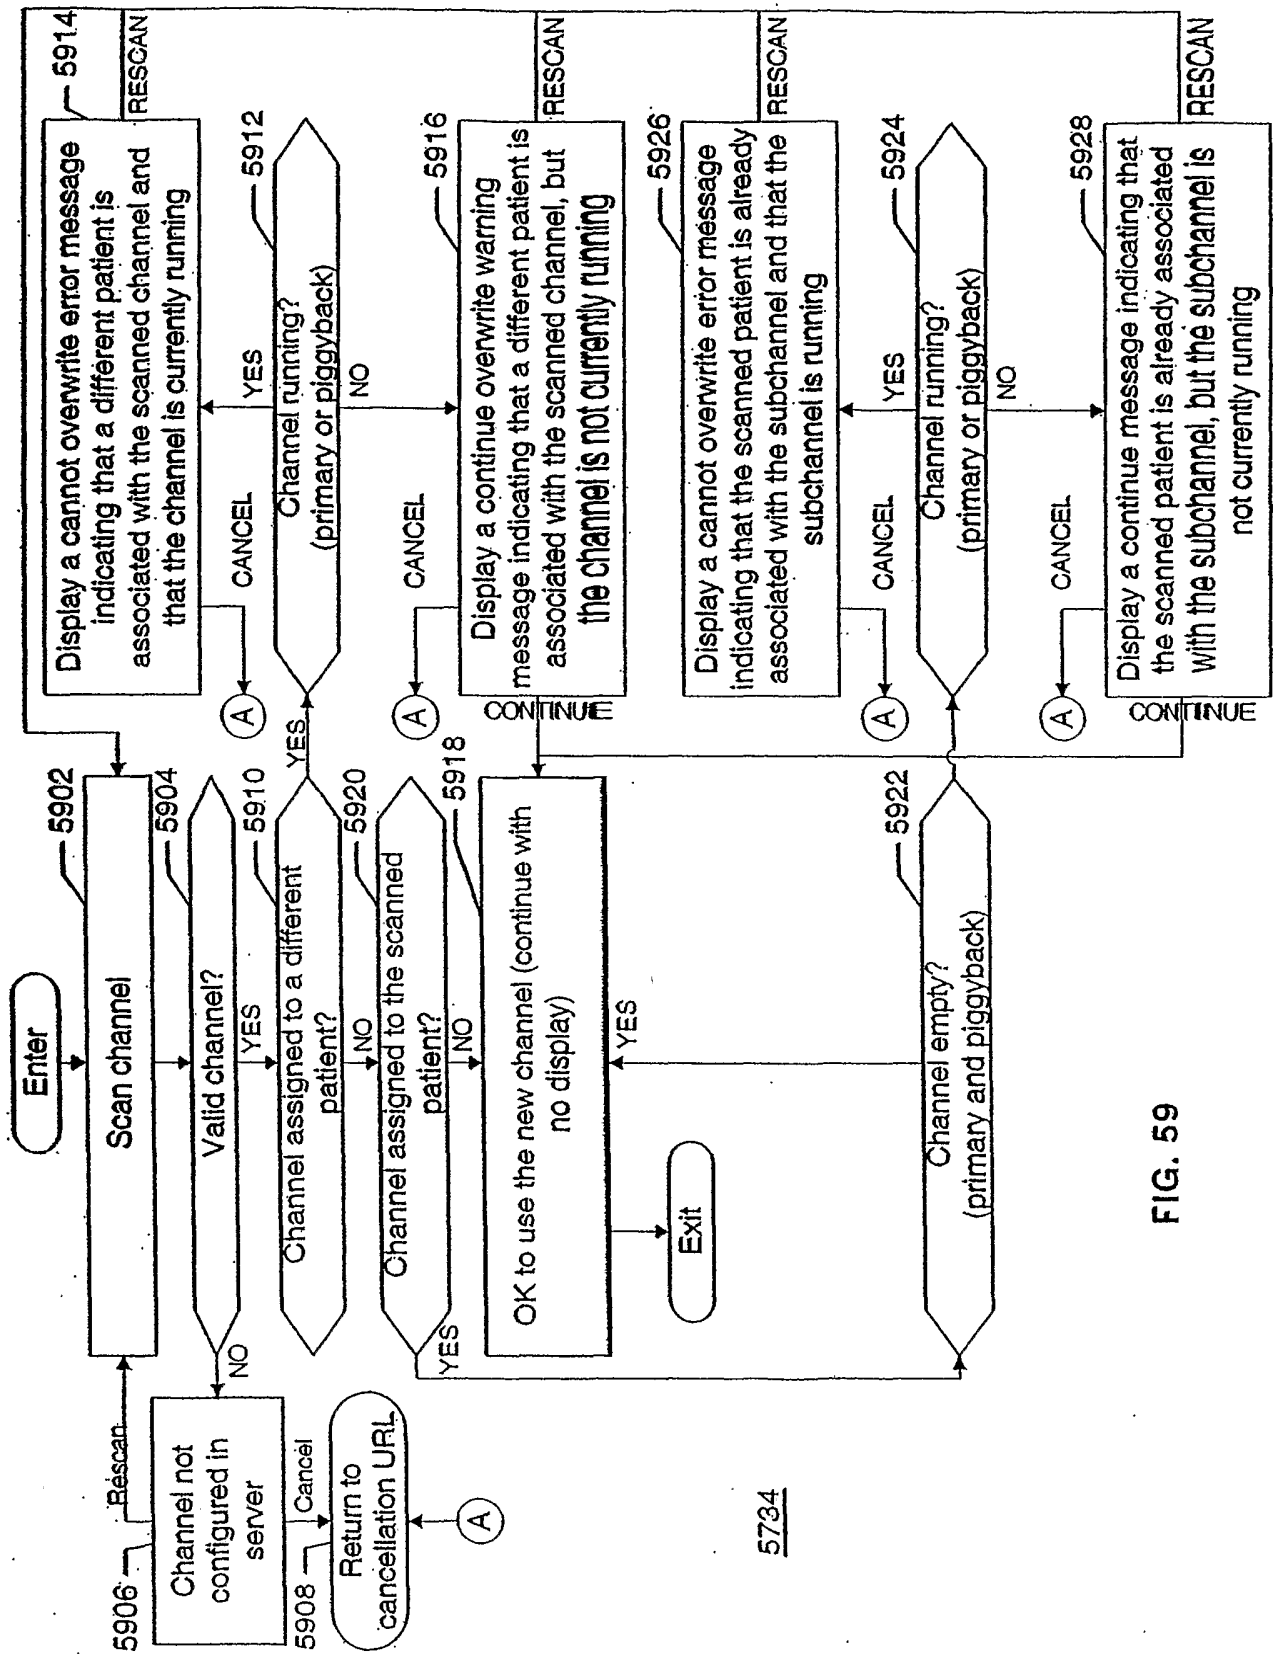 Enter
5902
Scan channel
5904
Valid channel?
NO
YES
Rescan
5906
Channel not
configured in
server
Cancel
5908
Return to
cancellation URL
A
5910
Channel assigned to a different
patient?
YES
NO
5920
Channel assigned to the scanned
patient?
YES
NO
5918
OK to use the new channel (continue with
no display)
Exit
YES
5922
Channel empty?
(primary and piggyback)
5914
Display a cannot overwrite error message
indicating that a different patient is
associated with the scanned channel and
that the channel is currently running
RESCAN
CANCEL
A
YES
5912
Channel running?
(primary or piggyback)
NO
CANCEL
A
5916
Display a continue overwrite warning
message indicating that a different patient is
associated with the scanned channel, but
the channel is not currently running
RESCAN
CONTINUE
5926
Display a cannot overwrite error message
indicating that the scanned patient is already
associated with the subchannel and that the
subchannel is running
RESCAN
CANCEL
A
YES
5924
Channel running?
(primary or piggyback)
NO
CANCEL
A
5928
Display a continue message indicating that
the scanned patient is already associated
with the subchannel, but the subchannel is
not currently running
RESCAN
CONTINUE
5734
FIG. 59